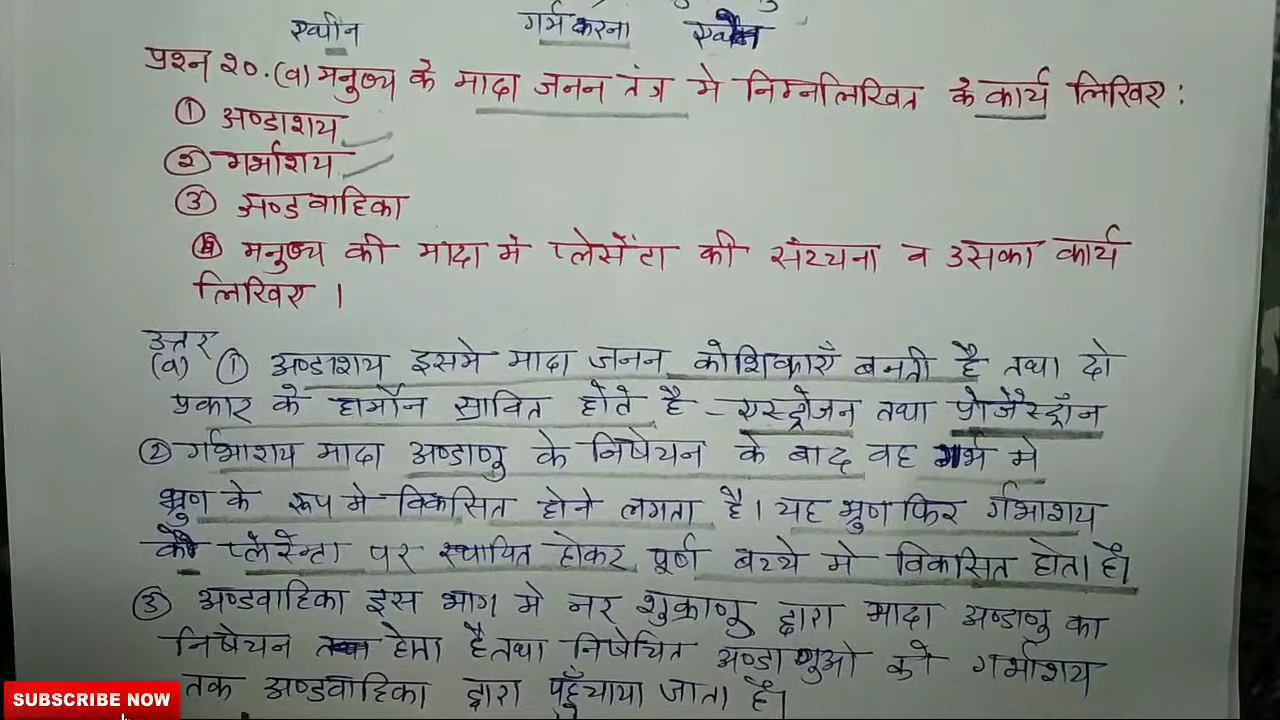 गर्भ करना
प्रश्न २०.(a) मनुष्य के मादा जनन तंत्र मे निम्नलिखित के कार्य लिखिए :
① अण्डाशय
② गर्भाशय
③ अण्डवाहिका
मनुष्य की मादा मे प्लेसेंटा की संरचना व उसका कार्य
लिखिए ।
उत्तर
(a) ① अण्डाशय इसमे मादा जनन कोशिकाएँ बनती है तथा दो
प्रकार के हार्मोन स्रावित होते है - एस्ट्रोजन तथा प्रोजेस्ट्रॉन
② गर्भाशय मादा अण्डाणु के निषेचन के बाद वह गर्भ मे
भ्रुण के रूप मे विकसित होने लगता है। यह भ्रुण फिर गर्भाशय
के प्लेसेन्टा पर स्थापित होकर पूर्ण बच्चे मे विकसित होता है।
③ अण्डवाहिका इस भाग मे नर शुक्राणु द्वारा मादा अण्डाणु का
निषेचन होता है तथा निषेचित अण्डाणुओ को गर्भाशय
तक अण्डवाहिका द्वारा पहुँचाया जाता है।
SUBSCRIBE NOW